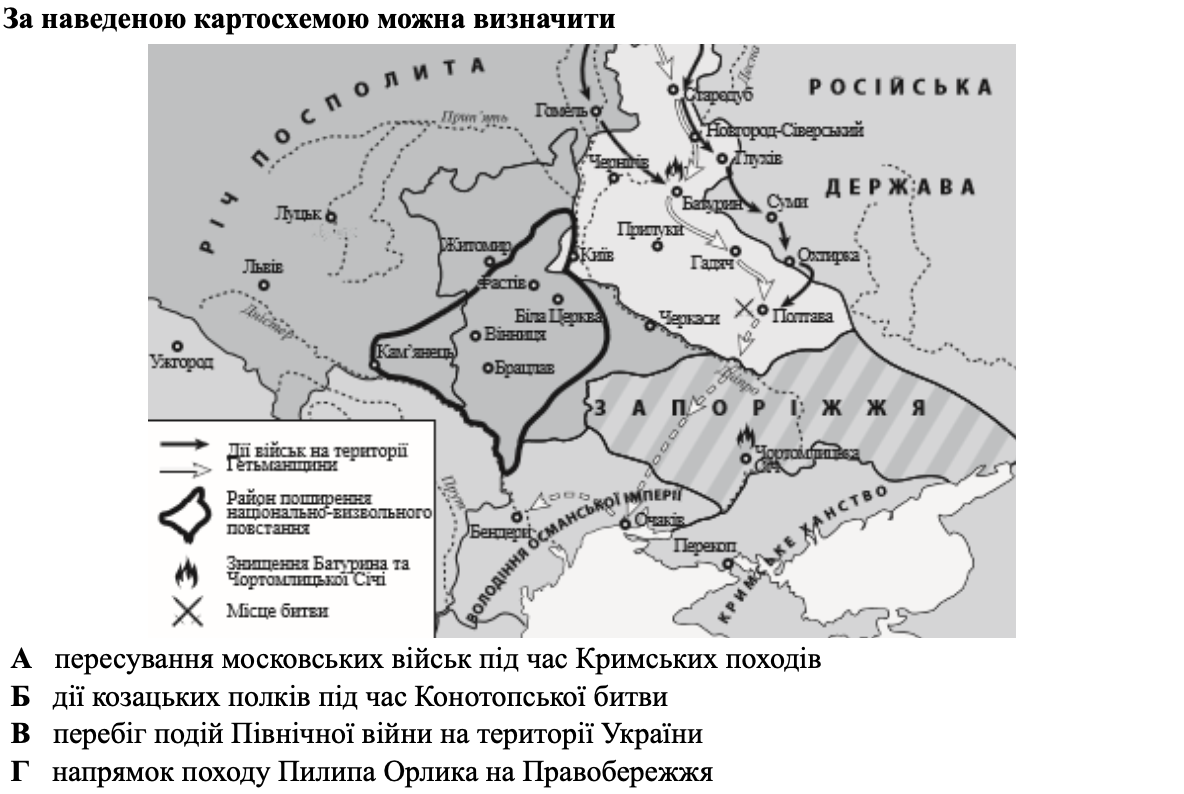 За наведеною картосхемою можна визначити
РІЧ ПОСПОЛИТА
РОСІЙСЬКА
ДЕРЖАВА
Десна
Стародуб
Гомель
Прип'ять
Новгород-Сіверський
Чернігів
Глухів
Батурин
Суми
Луцьк
Прилуки
Житомир
Київ
Гадяч
Охтирка
Львів
Фастів
Біла Церква
Дністер
Черкаси
Полтава
Вінниця
Ужгород
Кам'янець
Брацлав
Дніпро
ЗАПОРІЖЖЯ
Чортомлицька
Січ
Прут
Бендери
Очаків
Перекоп
ВОЛОДІННЯ ОСМАНСЬКОЇ ІМПЕРІЇ
КРИМСЬКЕ ХАНСТВО
Дії військ на території
Гетьманщини
Район поширення
національно-визвольного
повстання
Знищення Батурина та
Чортомлицької Січі
Місце битви
А пересування московських військ під час Кримських походів
Б дії козацьких полків під час Конотопської битви
В перебіг подій Північної війни на території України
Г напрямок походу Пилипа Орлика на Правобережжя